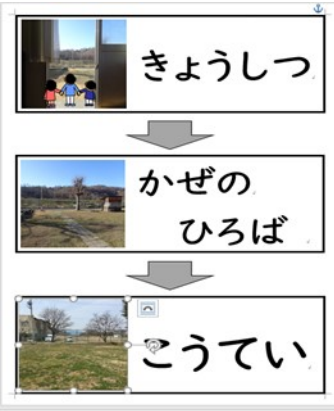 きょうしつ
かぜの
ひろば
こうてい